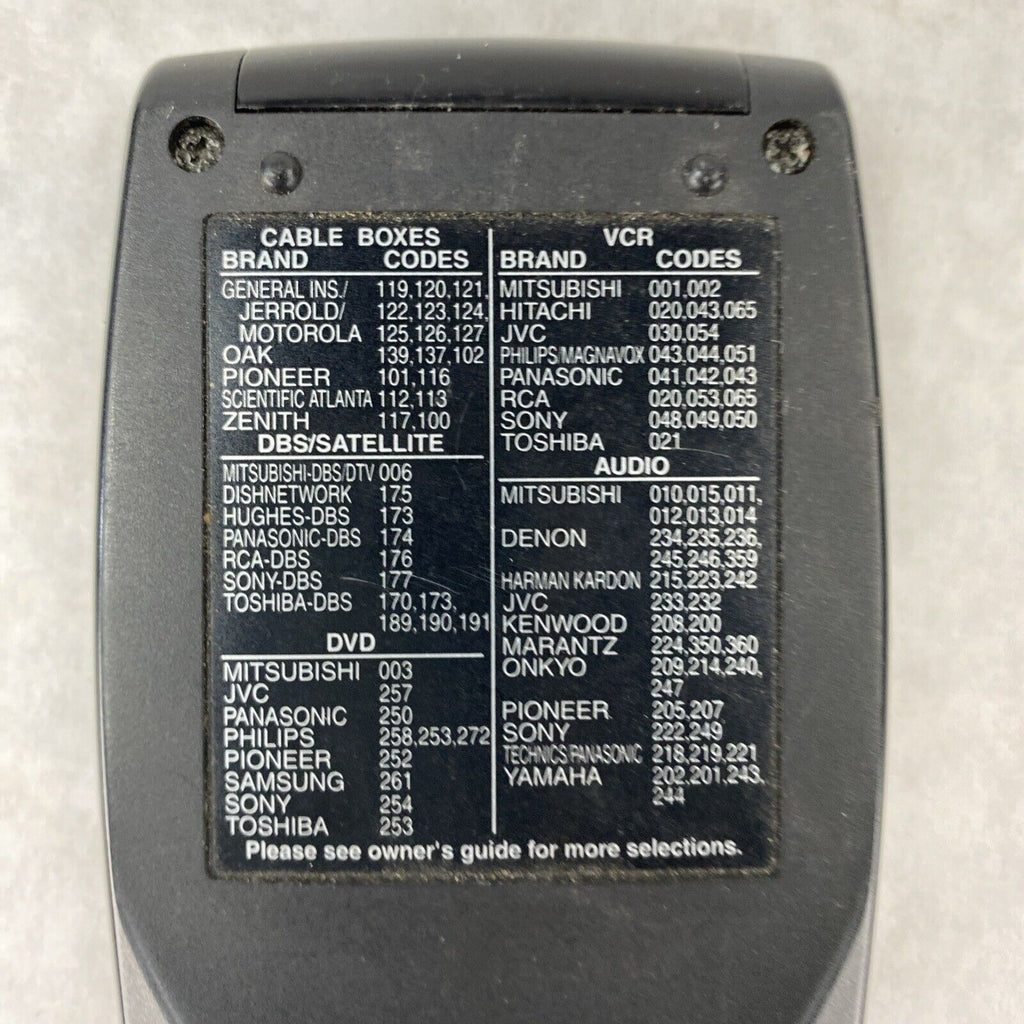 CABLE BOXES
BRAND CODES
GENERAL INS./ 119,120,121,
JERROLD/ 122,123,124,
MOTOROLA 125,126,127
OAK 139,137,102
PIONEER 101,116
SCIENTIFIC ATLANTA 112,113
ZENITH 117,100
DBS/SATELLITE
MITSUBISHI-DBS/DTV 006
DISHNETWORK 175
HUGHES-DBS 173
PANASONIC-DBS 174
RCA-DBS 176
SONY-DBS 177
TOSHIBA-DBS 170,173,
189,190,191
DVD
MITSUBISHI 003
JVC 257
PANASONIC 250
PHILIPS 258,253,272
PIONEER 252
SAMSUNG 261
SONY 254
TOSHIBA 253
VCR
BRAND CODES
MITSUBISHI 001,002
HITACHI 020,043,065
JVC 030,054
PHILIPS/MAGNAVOX 043,044,051
PANASONIC 041,042,043
RCA 020,053,065
SONY 048,049,050
TOSHIBA 021
AUDIO
MITSUBISHI 010,015,011,
012,013,014
DENON 234,235,236,
245,246,359
HARMAN KARDON 215,223,242
JVC 233,232
KENWOOD 208,200
MARANTZ 224,350,360
ONKYO 209,214,240,
247
PIONEER 205,207
SONY 222,249
TECHNICS/PANASONIC 218,219,221
YAMAHA 202,201,243,
244
Please see owner's guide for more selections.